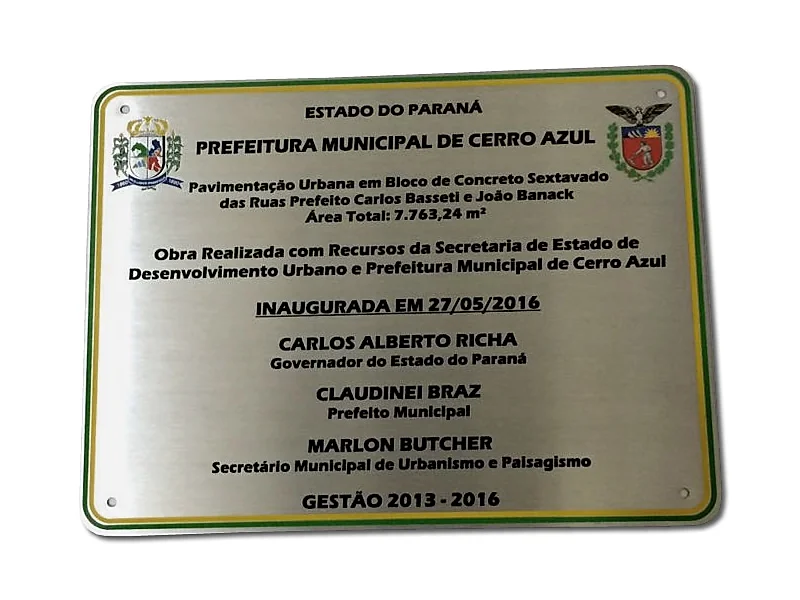 ESTADO DO PARANÁ
PREFEITURA MUNICIPAL DE CERRO AZUL
Pavimentação Urbana em Bloco de Concreto Sextavado
das Ruas Prefeito Carlos Basseti e João Banack
Área Total: 7.763,24 m²
Obra Realizada com Recursos da Secretaria de Estado de
Desenvolvimento Urbano e Prefeitura Municipal de Cerro Azul
INAUGURADA EM 27/05/2016
CARLOS ALBERTO RICHA
Governador do Estado do Paraná
CLAUDINEI BRAZ
Prefeito Municipal
MARLON BUTCHER
Secretário Municipal de Urbanismo e Paisagismo
GESTÃO 2013 - 2016